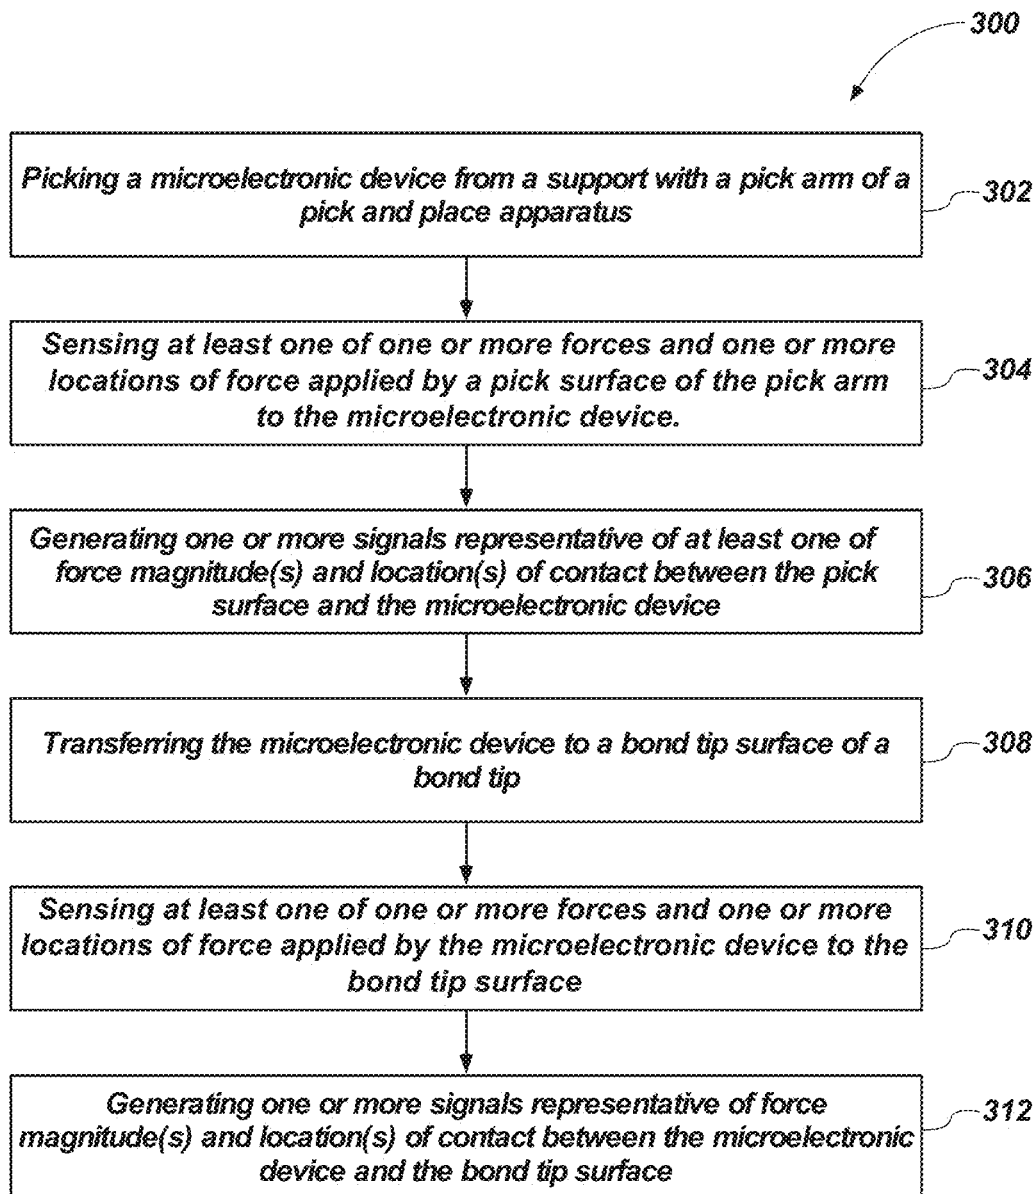 300
Picking a microelectronic device from a support with a pick arm of a
pick and place apparatus
302
Sensing at least one of one or more forces and one or more
locations of force applied by a pick surface of the pick arm
to the microelectronic device.
304
Generating one or more signals representative of at least one of
force magnitude(s) and location(s) of contact between the pick
surface and the microelectronic device
306
Transferring the microelectronic device to a bond tip surface of a
bond tip
308
Sensing at least one of one or more forces and one or more
locations of force applied by the microelectronic device to the
bond tip surface
310
Generating one or more signals representative of force
magnitude(s) and location(s) of contact between the microelectronic
device and the bond tip surface
312